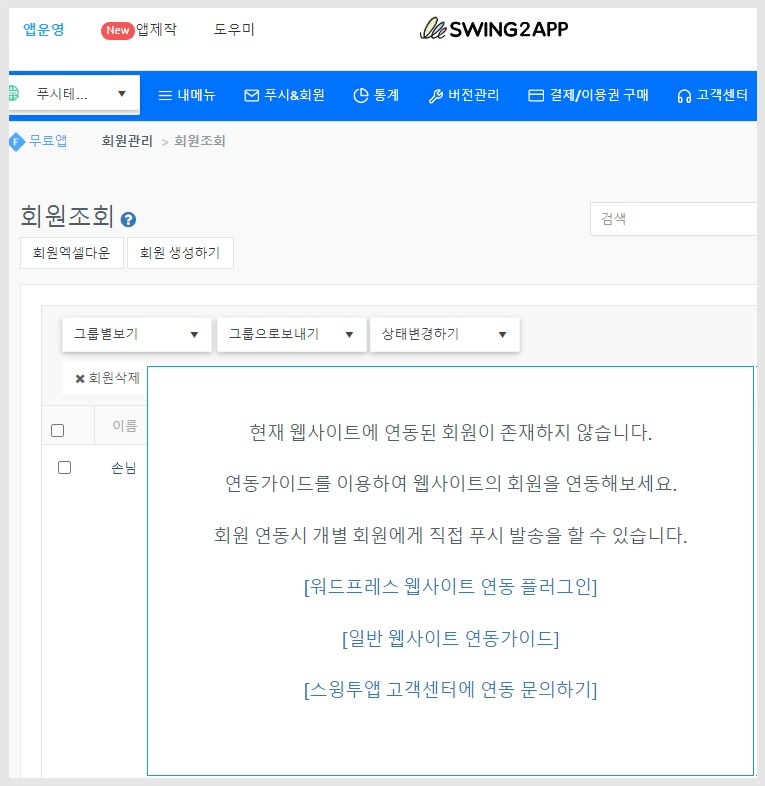 앱운영 New 앱제작 도우미 SWING2APP
푸시테... 내메뉴 푸시&회원 통계 버전관리 결제/이용권 구매 고객센터
F 무료앱 회원관리 > 회원조회
회원조회 ? 검색
회원엑셀다운 회원 생성하기
그룹별보기 그룹으로보내기 상태변경하기
회원삭제
이름
손님
현재 웹사이트에 연동된 회원이 존재하지 않습니다.
연동가이드를 이용하여 웹사이트의 회원을 연동해보세요.
회원 연동시 개별 회원에게 직접 푸시 발송을 할 수 있습니다.
[워드프레스 웹사이트 연동 플러그인]
[일반 웹사이트 연동가이드]
[스윙투앱 고객센터에 연동 문의하기]